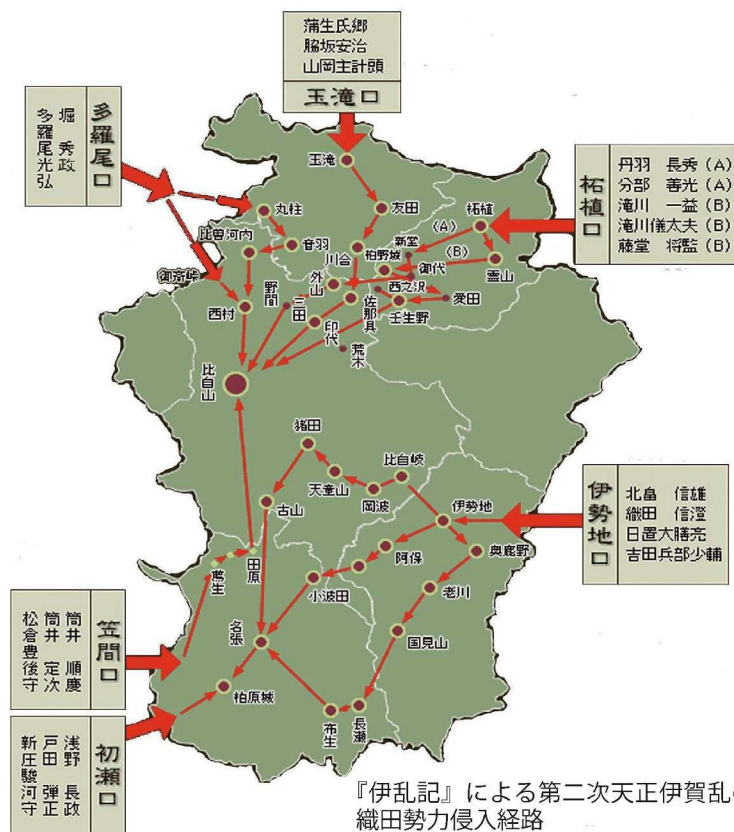 蒲生氏郷
脇坂安治
山岡主計頭
玉滝口
多羅尾口
堀 秀政
多羅尾光弘
柘植口
丹羽 長秀(A)
分部 善光(A)
滝川 一益(B)
滝川儀太夫(B)
藤堂 将監(B)
玉滝
友田
柘植
丸柱
(A)
比曽河内
音羽
川合
柏野城
新堂
(B)
御代
霊山
御斎峠
外山
西之沢
野間
三田
佐那具
愛田
西村
印代
壬生野
荒木
比自山
猪田
比自岐
天童山
岡波
伊勢地
古山
伊勢地口
北畠 信雄
織田 信澄
日置大膳亮
吉田兵部少輔
阿保
奥鹿野
田原
薦生
小波田
老川
名張
国見山
笠間口
筒井 順慶
筒井 定次
松倉豊後守
柏原城
布生
長瀬
初瀬口
浅野 長政
戸田 弾正
新庄駿河守
『伊乱記』による第二次天正伊賀乱
織田勢力侵入経路